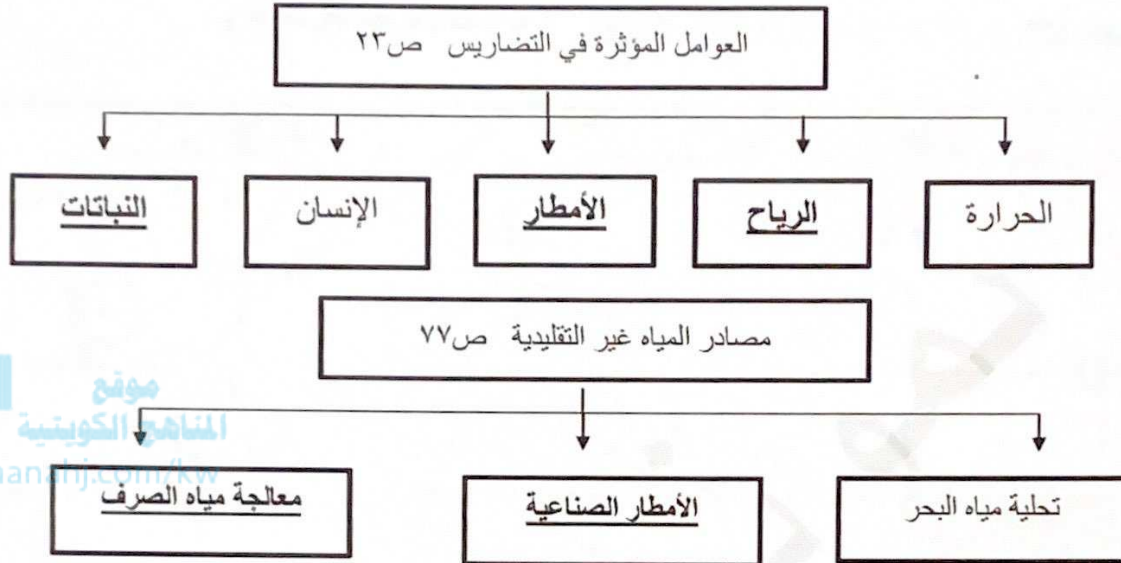 العوامل المؤثرة في التضاريس ص٢٣
الحرارة
الرياح
الأمطار
الإنسان
النباتات
مصادر المياه غير التقليدية ص٧٧
تحلية مياه البحر
الأمطار الصناعية
معالجة مياه الصرف
موقع
المناهج الكويتية
manahj.com/kw